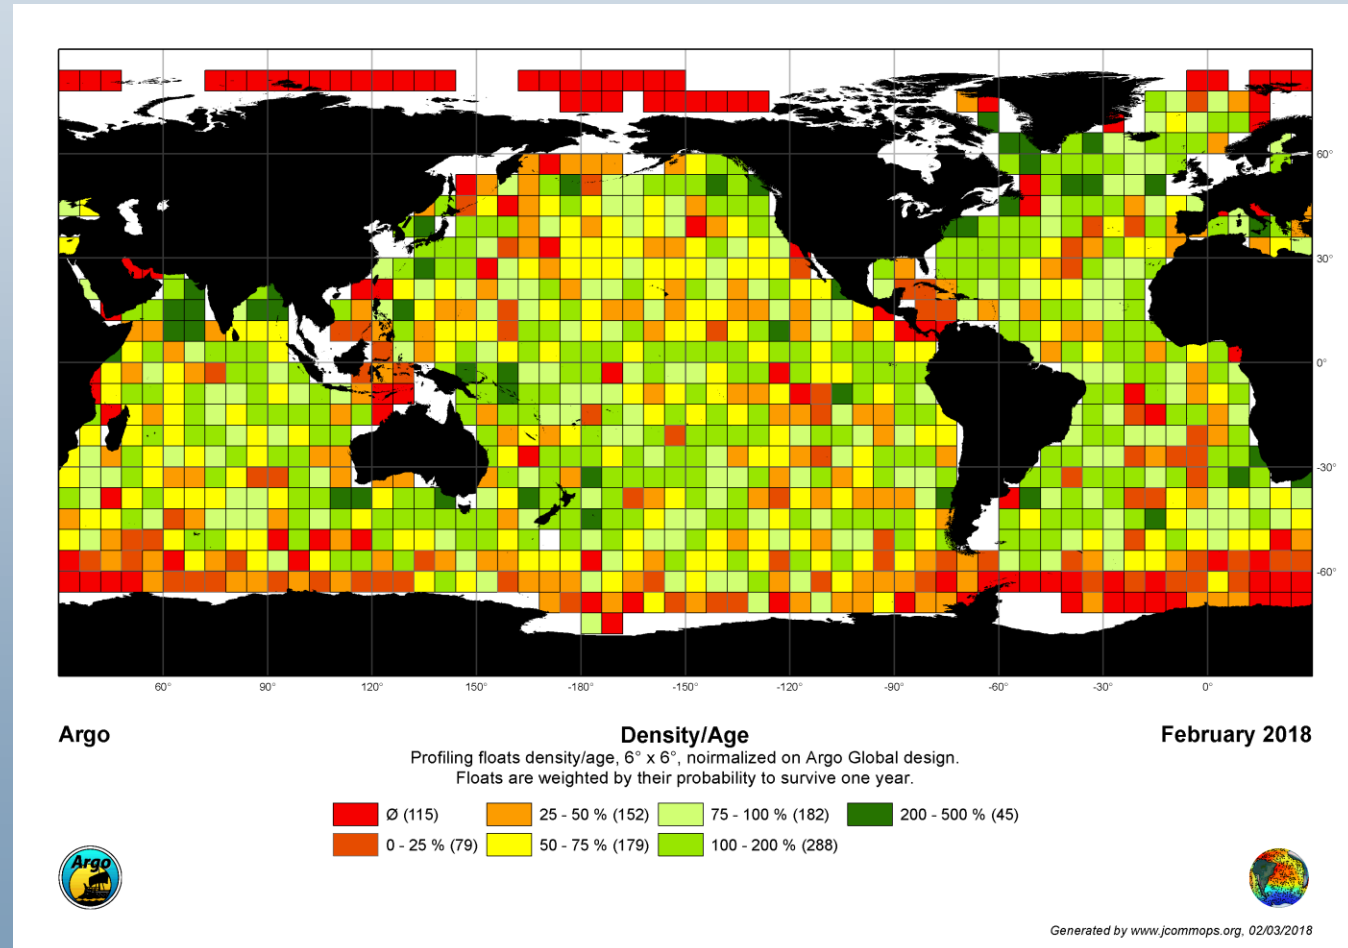 60°
30°
0°
-30°
-60°
60° 90° 120° 150° -180° -150° -120° -90° -60° -30° 0°
Argo Density/Age February 2018
Profiling floats density/age, 6° x 6°, noirmalized on Argo Global design.
Floats are weighted by their probability to survive one year.
Ø (115) 25 - 50 % (152) 75 - 100 % (182) 200 - 500 % (45)
0 - 25 % (79) 50 - 75 % (179) 100 - 200 % (288)
Argo
Generated by www.jcommops.org, 02/03/2018